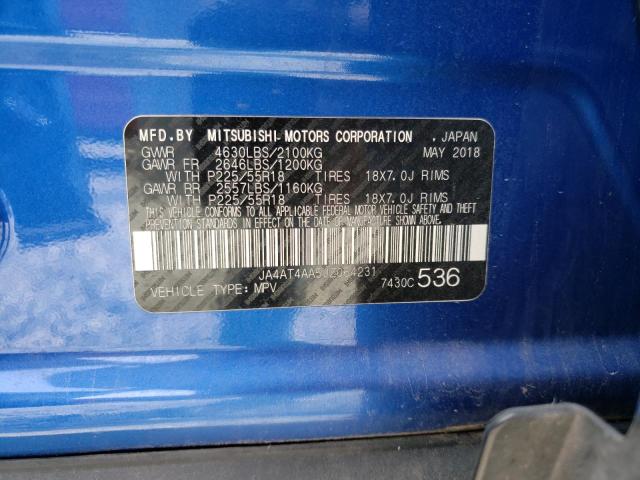 MFD.BY MITSUBISHI MOTORS CORPORATION . JAPAN
GVWR 4630LBS/2100KG MAY 2018
GAWR FR 2646LBS/1200KG
WITH P225/55R18 TIRES 18X7.0J RIMS
GAWR RR 2557LBS/1160KG
WITH P225/55R18 TIRES 18X7.0J RIMS
THIS VEHICLE CONFORMS TO ALL APPLICABLE FEDERAL MOTOR VEHICLE SAFETY AND THEFT
PREVENTION STANDARDS IN EFFECT ON THE DATE OF MANUFACTURE SHOWN ABOVE.
JA4AT4AA5JZ064231
VEHICLE TYPE: MPV 7430C 536